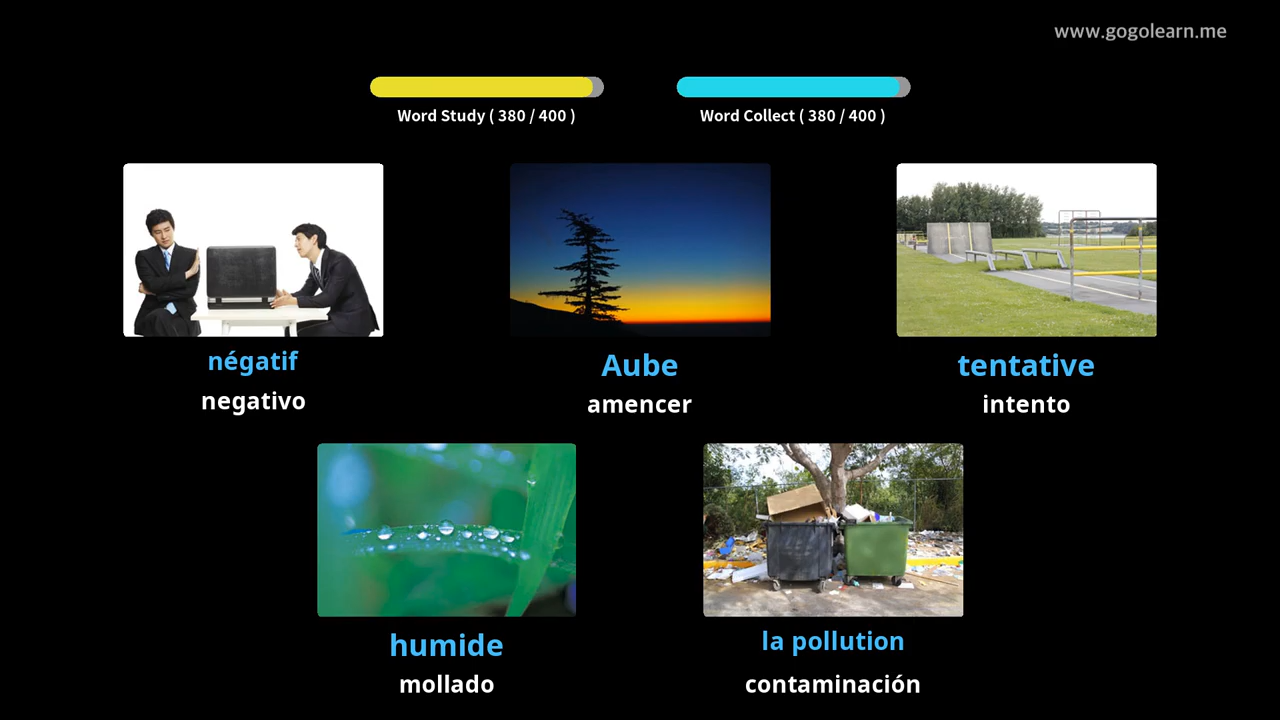 www.gogolearn.me
Word Study ( 380 / 400 )
Word Collect ( 380 / 400 )
négatif
negativo
Aube
amencer
tentative
intento
humide
mollado
la pollution
contaminación